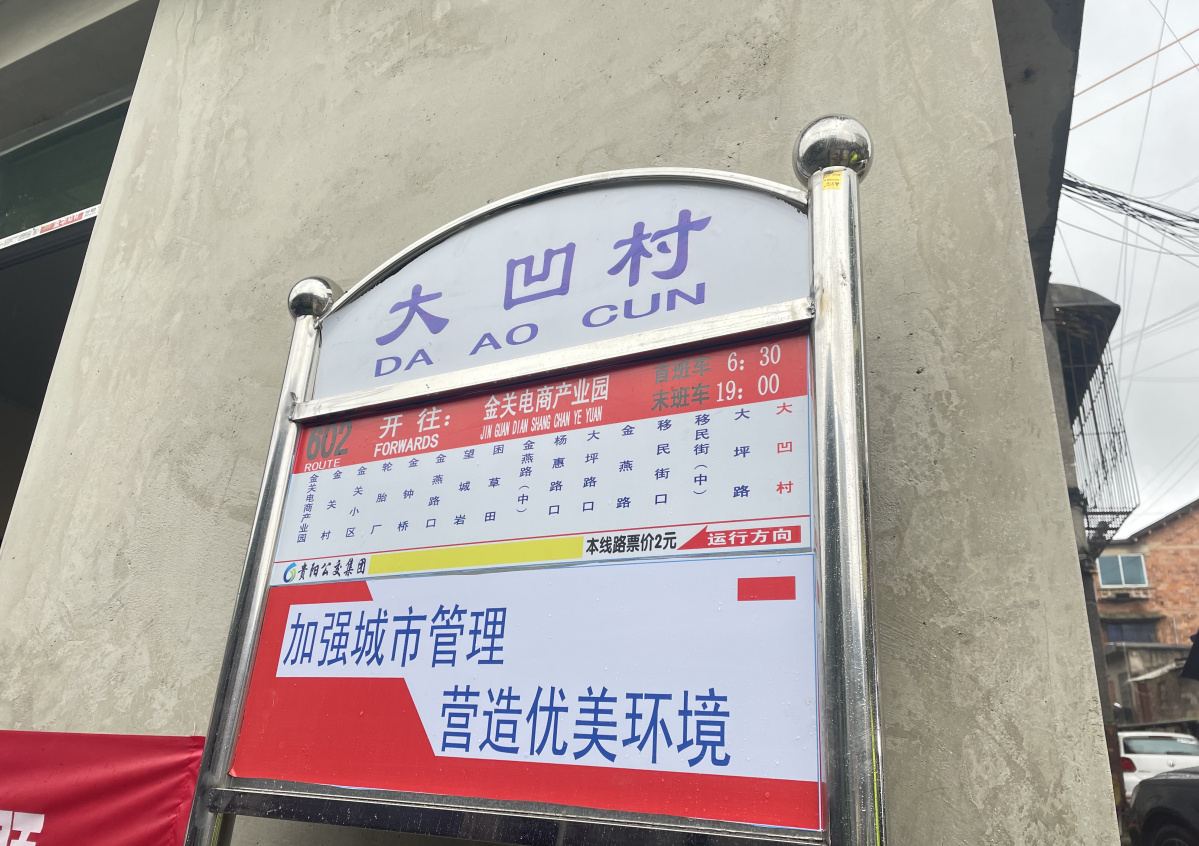 大凹村
DA AO CUN
602
ROUTE
开往：
FORWARDS
金关电商产业园
JIN GUAN DIAN SHANG CHAN YE YUAN
首班车 6：30
末班车 19：00
金关电商产业园
金关村
金关小区
轮胎厂
金钟桥
金燕路口
望城岩
困草田
金燕路（中）
杨惠路口
大坪路口
金燕路
移民街口
移民街（中）
大坪路
大凹村
贵阳公交集团
本线路票价2元
运行方向
加强城市管理
营造优美环境